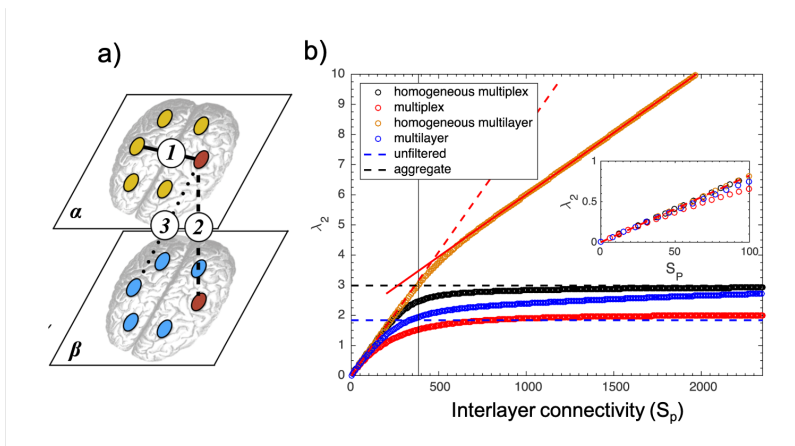 a)
1
3
2
α
β
b)
λ2
10
9
8
7
6
5
4
3
2
1
0
homogeneous multiplex
multiplex
homogeneous multilayer
multilayer
unfiltered
aggregate
λ2
1
0.5
0
0
50
100
SP
0
500
1000
1500
2000
Interlayer connectivity (Sp)